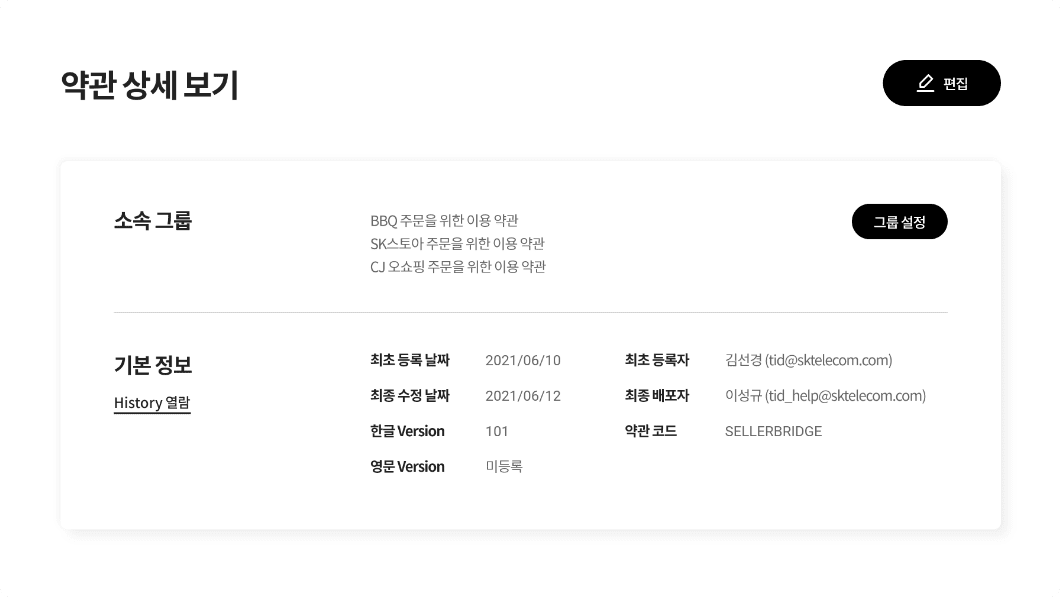 약관 상세 보기
편집
소속 그룹
BBQ 주문을 위한 이용 약관
SK스토아 주문을 위한 이용 약관
CJ 오쇼핑 주문을 위한 이용 약관
그룹 설정
기본 정보
History 열람
최초 등록 날짜 2021/06/10 최초 등록자 김선경 (tid@sktelecom.com)
최종 수정 날짜 2021/06/12 최종 배포자 이성규 (tid_help@sktelecom.com)
한글 Version 101 약관 코드 SELLERBRIDGE
영문 Version 미등록